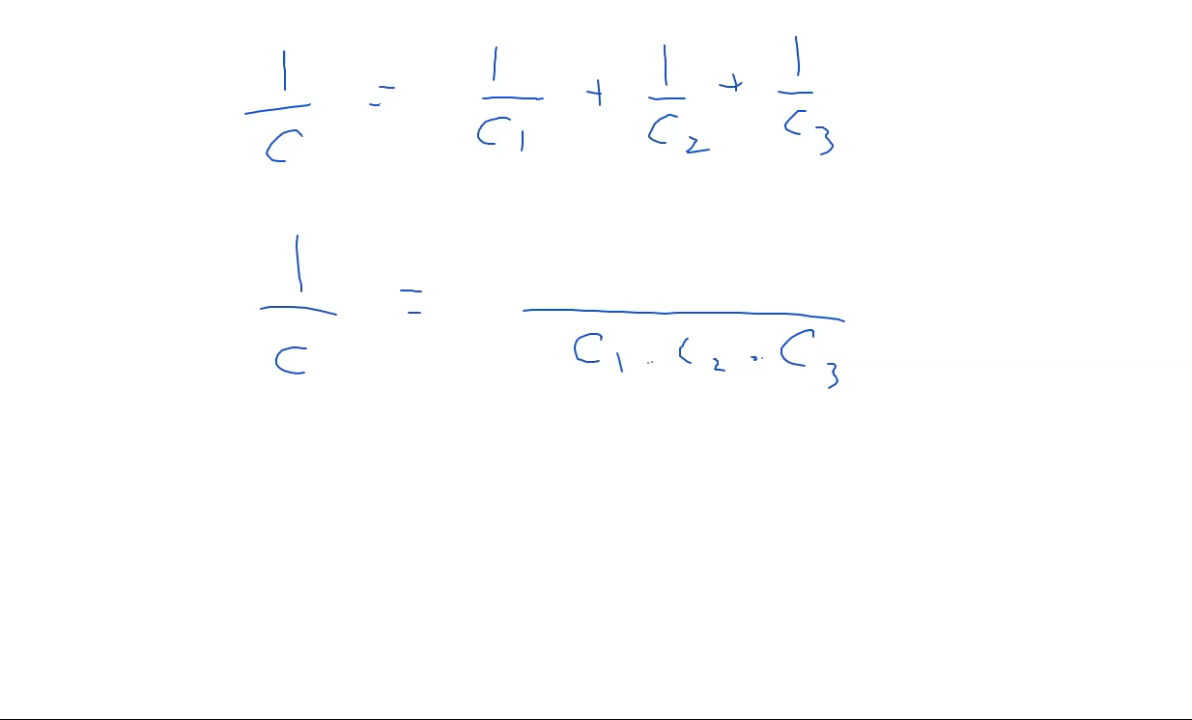 1/C = 1/C1 + 1/C2 + 1/C3
1/C = /C1 . C2 . C3